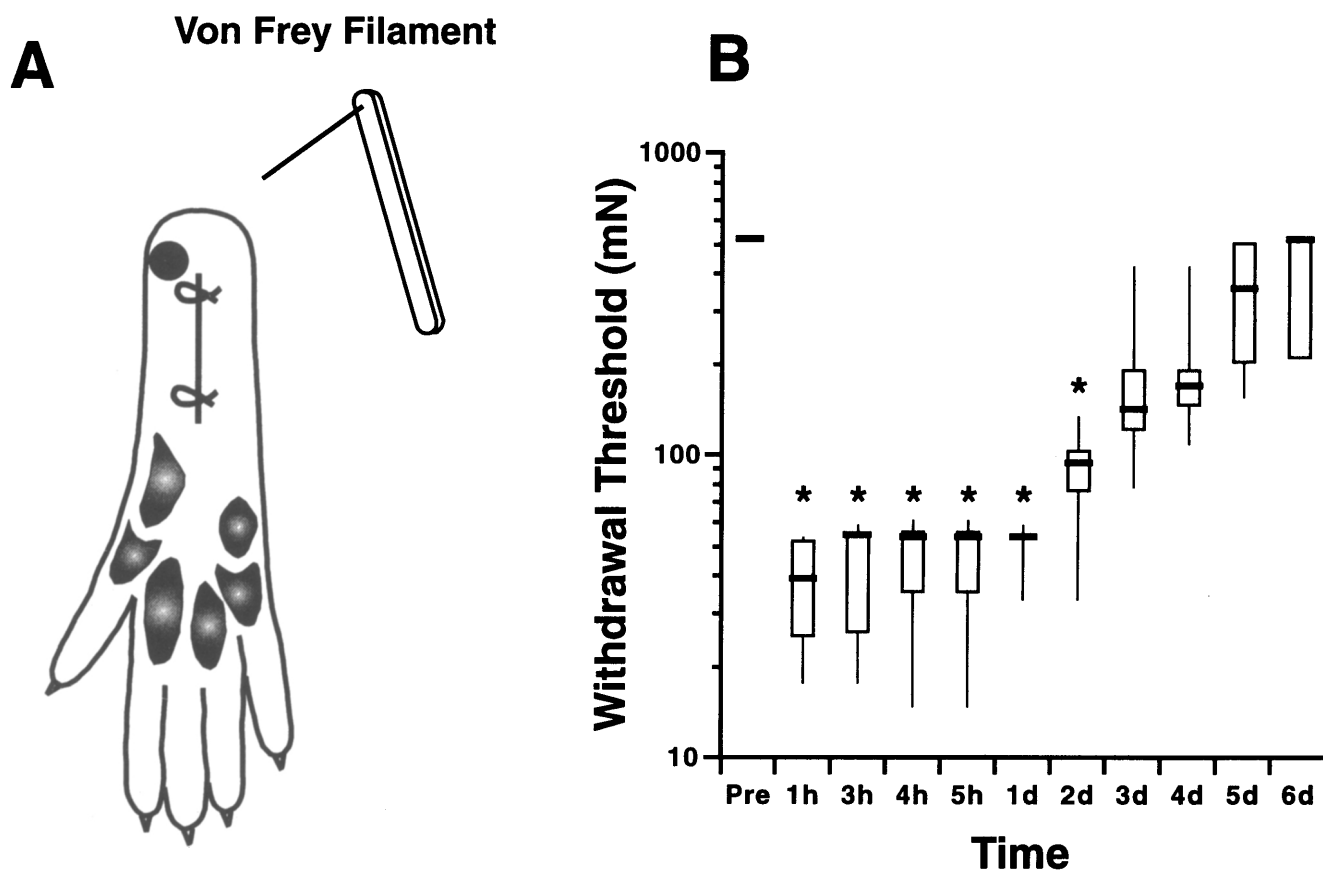 Von Frey Filament
A
B
Withdrawal Threshold (mN)
1000
100
10
* * * * * *
Pre 1h 3h 4h 5h 1d 2d 3d 4d 5d 6d
Time